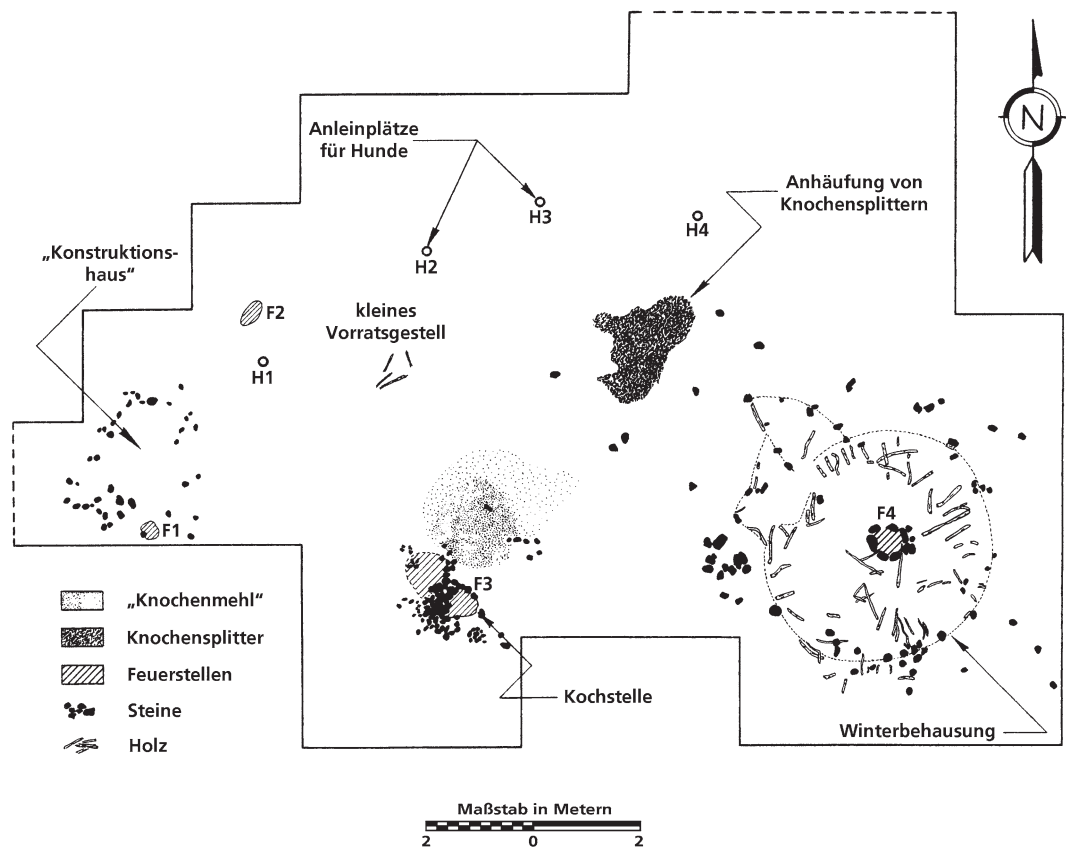 N
Anleinplätze
für Hunde
Anhäufung von
Knochensplittern
H3
H4
H2
„Konstruktions-
haus“
F2
kleines
Vorratsgestell
H1
F4
F1
F3
„Knochenmehl“
Knochensplitter
Feuerstellen
Steine
Holz
Kochstelle
Winterbehausung
Maßstab in Metern
2 0 2